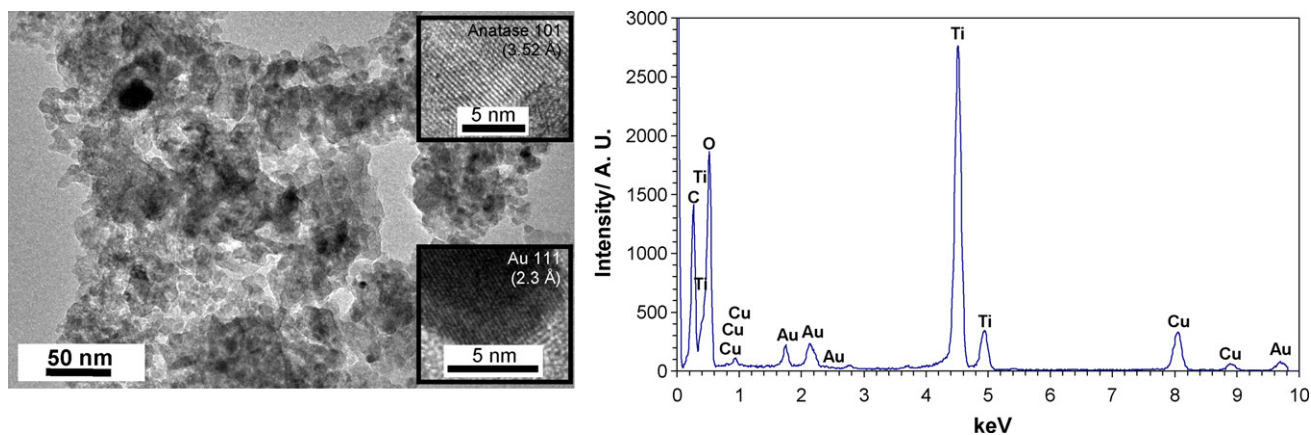 Anatase 101
(3.52 Å)
5 nm
Au 111
(2.3 Å)
5 nm
50 nm
Intensity/ A. U.
3000
2500
2000
1500
1000
500
0
Ti
O
Ti
C
Ti
Cu
Cu
Cu
Au
Au
Au
Ti
Cu
Cu
Au
0 1 2 3 4 5 6 7 8 9 10
keV